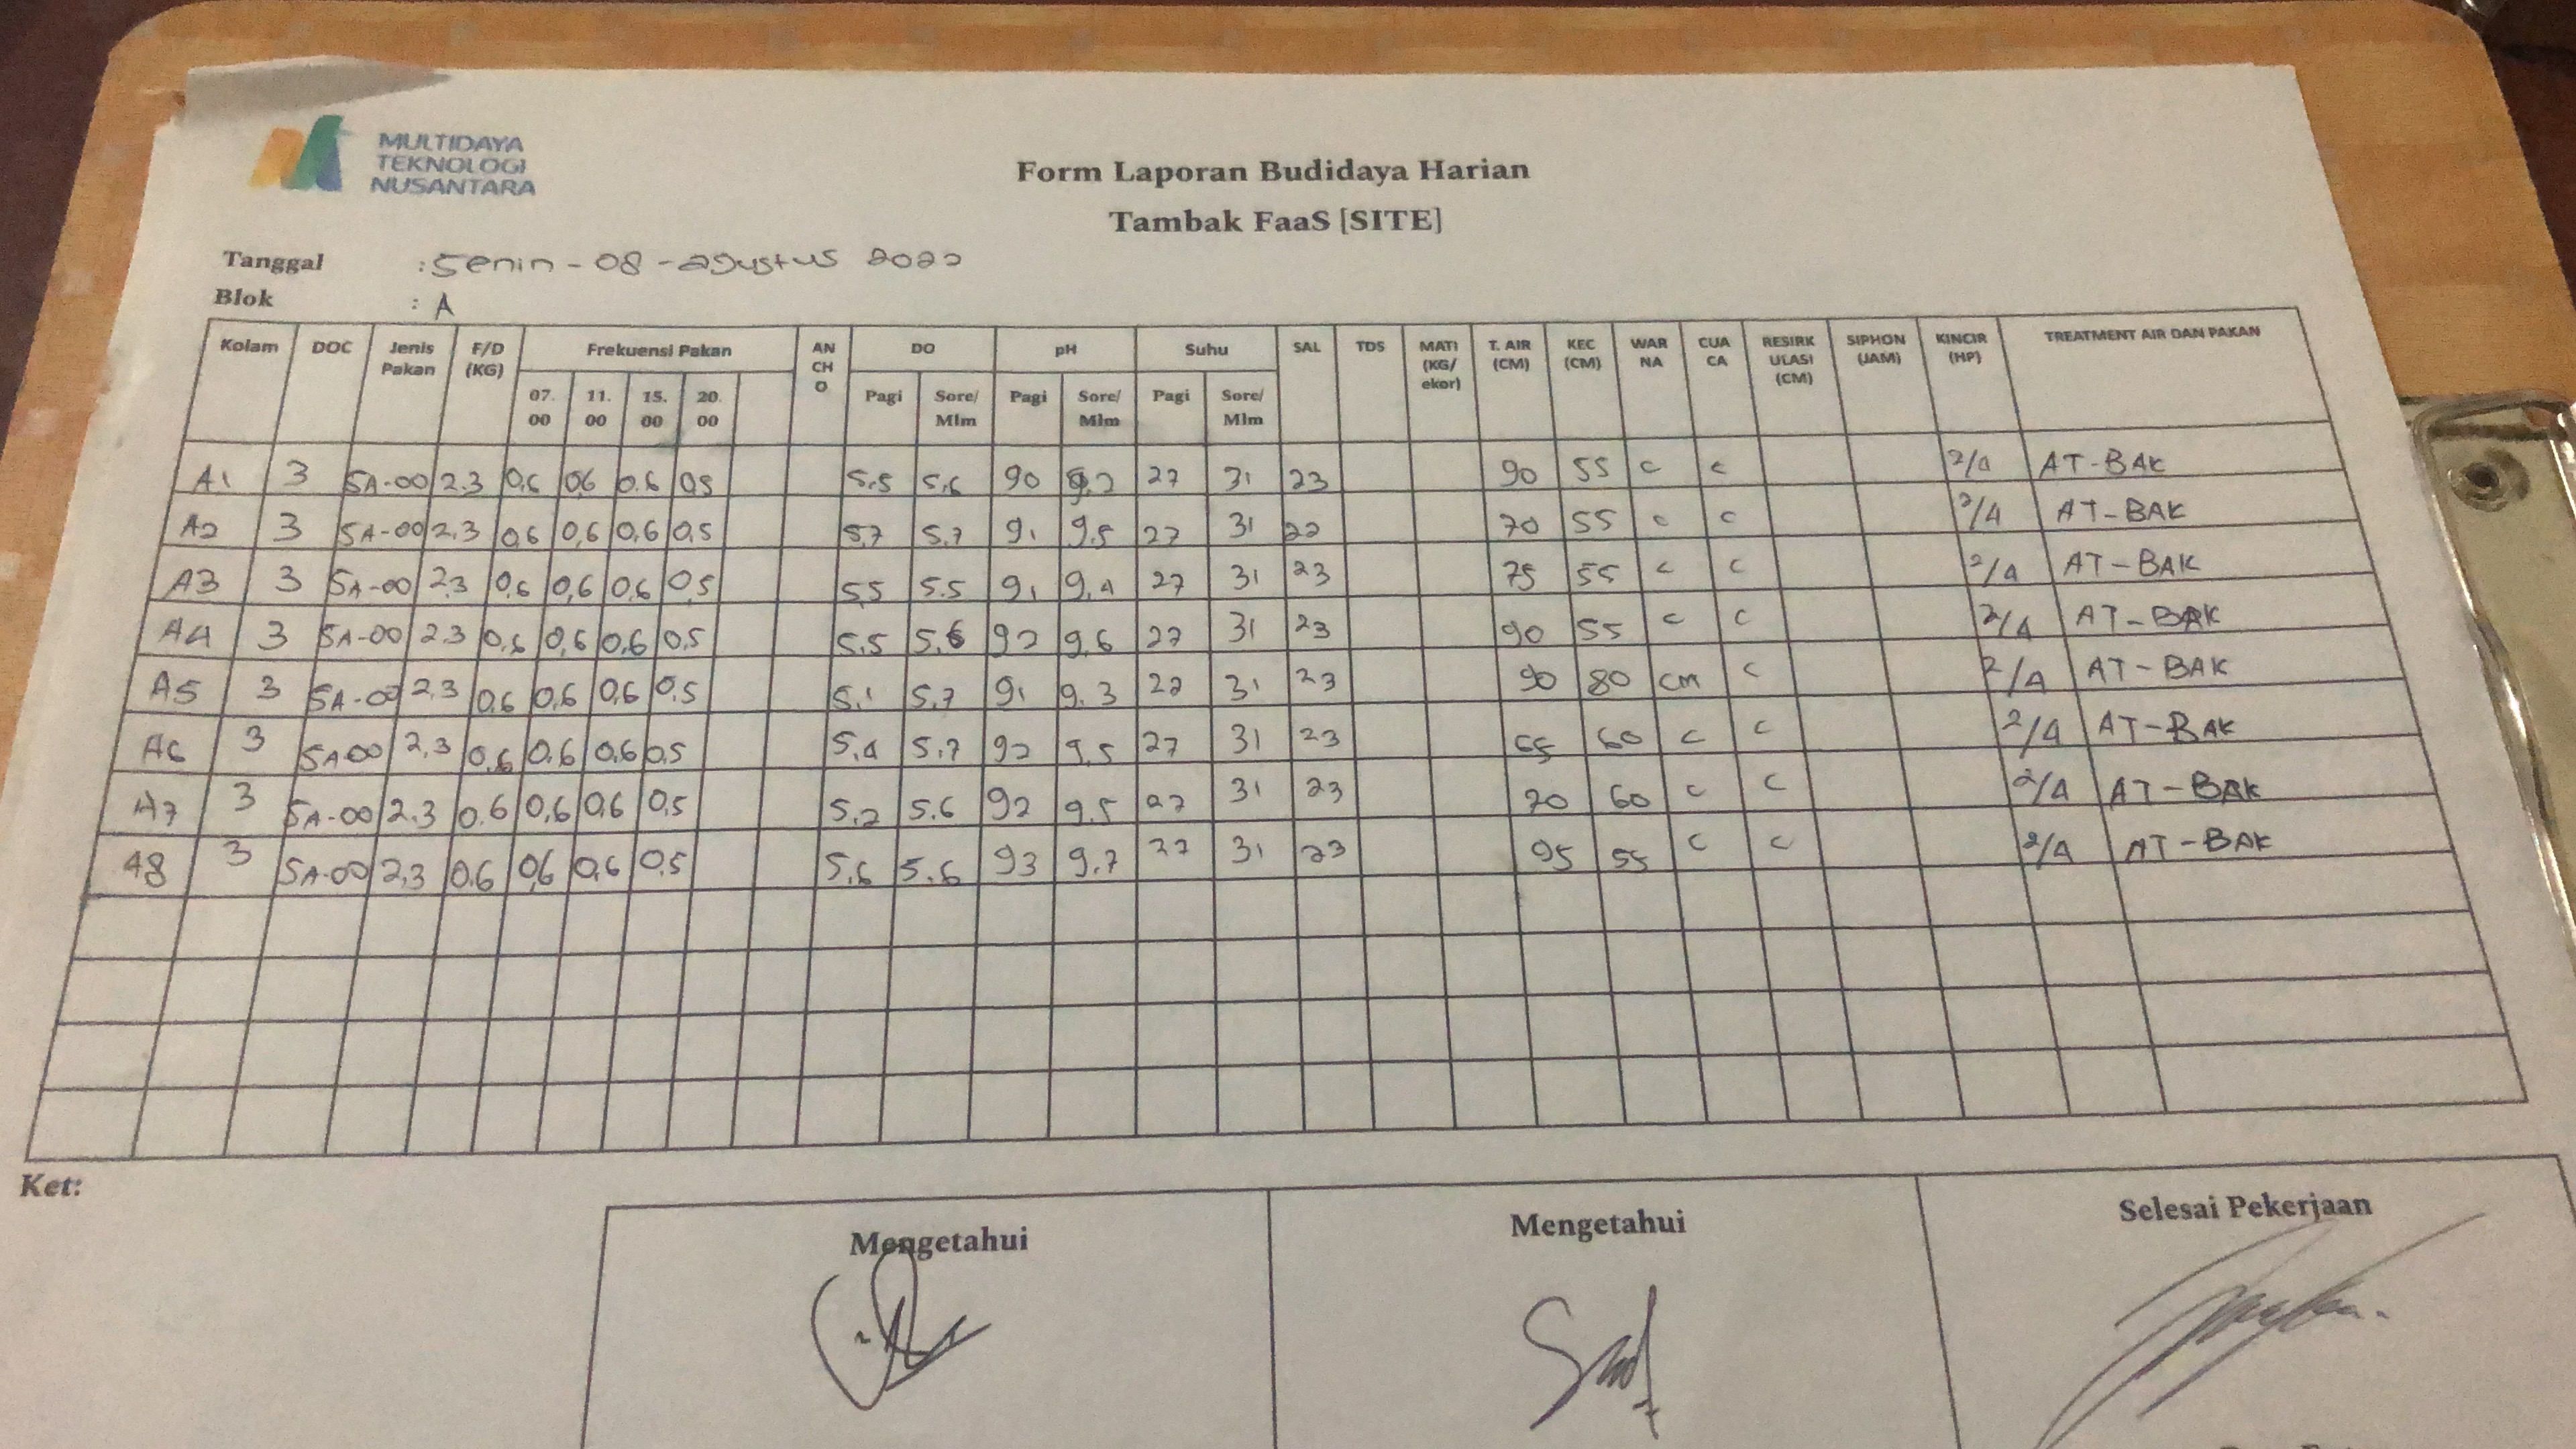 MULTIDAYA
TEKNOLOGI
NUSANTARA
Form Laporan Budidaya Harian
Tambak FaaS [SITE]
Tanggal : Senin - 08 - agustus 2022
Blok : A
Kolam DOC Jenis Pakan F/D (KG) Frekuensi Pakan AN CH O DO pH Suhu SAL TDS MATI (KG/ ekor) T. AIR (CM) KEC (CM) WAR NA CUA CA RESIRK ULASI (CM) SIPHON (JAM) KINCIR (HP) TREATMENT AIR DAN PAKAN
07. 00 11. 00 15. 00 20. 00 Pagi Sore/ Mlm Pagi Sore/ Mlm Pagi Sore/ Mlm
A1 3 SA-00 2.3 0,6 0,6 0.6 0,5 5.5 5.6 90 9.2 27 31 23 90 55 c c 2/4 AT-BAK
A2 3 SA-00 2.3 0,6 0,6 0,6 0,5 5.7 5.7 91 9.5 27 31 22 70 55 c c 2/4 AT-BAK
A3 3 SA-00 2.3 0,6 0,6 0,6 0,5 5.5 5.5 91 9.4 27 31 23 75 55 c c 2/4 AT-BAK
A4 3 SA-00 2.3 0,6 0,6 0,6 0,5 5.5 5.6 92 9.6 27 31 23 90 55 c c 2/4 AT-BAK
A5 3 SA-00 2.3 0,6 0,6 0,6 0,5 5.1 5.7 91 9.3 27 31 23 90 80 CM c 2/4 AT-BAK
A6 3 SA-00 2.3 0,6 0,6 0,6 0,5 5.4 5.7 92 9.5 27 31 23 65 60 c c 2/4 AT-BAK
A7 3 SA-00 2.3 0.6 0,6 0,6 0,5 5.2 5.6 92 9.5 27 31 23 70 60 c c 2/4 AT-BAK
A8 3 SA-00 2.3 0.6 0,6 0,6 0,5 5.6 5.6 93 9.7 27 31 23 95 55 c c 2/4 AT-BAK
Ket:
Mengetahui Mengetahui Selesai Pekerjaan